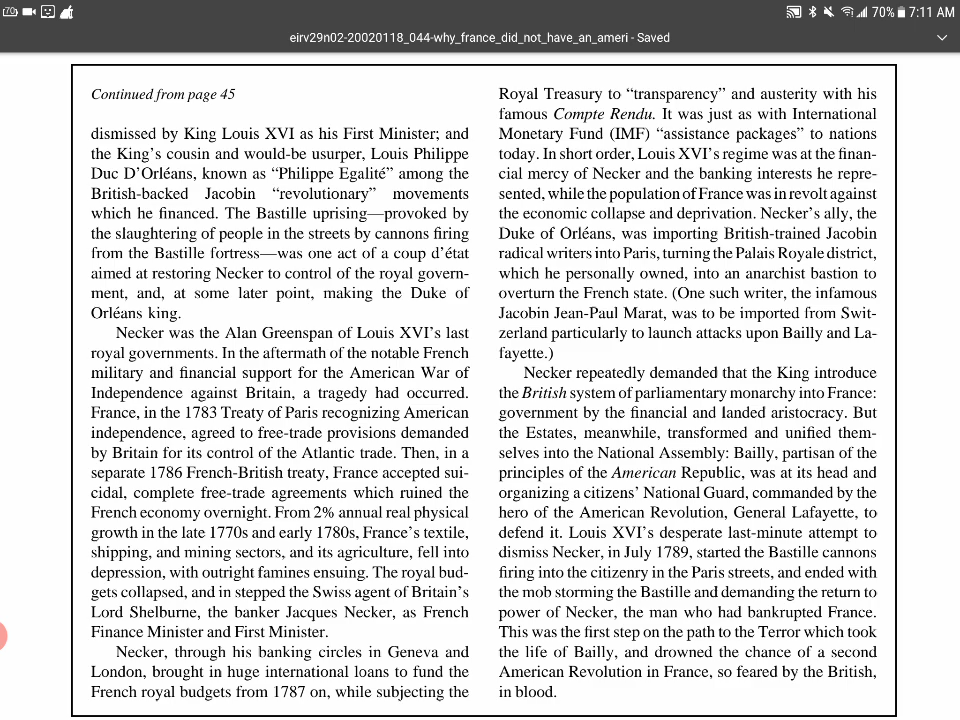 70
70% 7:11 AM
eirv29n02-20020118_044-why_france_did_not_have_an_ameri - Saved
Continued from page 45
dismissed by King Louis XVI as his First Minister; and
the King's cousin and would-be usurper, Louis Philippe
Duc D'Orléans, known as “Philippe Egalité” among the
British-backed Jacobin “revolutionary” movements
which he financed. The Bastille uprising—provoked by
the slaughtering of people in the streets by cannons firing
from the Bastille fortress—was one act of a coup d'état
aimed at restoring Necker to control of the royal govern-
ment, and, at some later point, making the Duke of
Orléans king.
Necker was the Alan Greenspan of Louis XVI's last
royal governments. In the aftermath of the notable French
military and financial support for the American War of
Independence against Britain, a tragedy had occurred.
France, in the 1783 Treaty of Paris recognizing American
independence, agreed to free-trade provisions demanded
by Britain for its control of the Atlantic trade. Then, in a
separate 1786 French-British treaty, France accepted sui-
cidal, complete free-trade agreements which ruined the
French economy overnight. From 2% annual real physical
growth in the late 1770s and early 1780s, France's textile,
shipping, and mining sectors, and its agriculture, fell into
depression, with outright famines ensuing. The royal bud-
gets collapsed, and in stepped the Swiss agent of Britain's
Lord Shelburne, the banker Jacques Necker, as French
Finance Minister and First Minister.
Necker, through his banking circles in Geneva and
London, brought in huge international loans to fund the
French royal budgets from 1787 on, while subjecting the
Royal Treasury to “transparency” and austerity with his
famous Compte Rendu. It was just as with International
Monetary Fund (IMF) “assistance packages” to nations
today. In short order, Louis XVI's regime was at the finan-
cial mercy of Necker and the banking interests he repre-
sented, while the population of France was in revolt against
the economic collapse and deprivation. Necker's ally, the
Duke of Orléans, was importing British-trained Jacobin
radical writers into Paris, turning the Palais Royale district,
which he personally owned, into an anarchist bastion to
overturn the French state. (One such writer, the infamous
Jacobin Jean-Paul Marat, was to be imported from Swit-
zerland particularly to launch attacks upon Bailly and La-
fayette.)
Necker repeatedly demanded that the King introduce
the British system of parliamentary monarchy into France:
government by the financial and landed aristocracy. But
the Estates, meanwhile, transformed and unified them-
selves into the National Assembly: Bailly, partisan of the
principles of the American Republic, was at its head and
organizing a citizens' National Guard, commanded by the
hero of the American Revolution, General Lafayette, to
defend it. Louis XVI's desperate last-minute attempt to
dismiss Necker, in July 1789, started the Bastille cannons
firing into the citizenry in the Paris streets, and ended with
the mob storming the Bastille and demanding the return to
power of Necker, the man who had bankrupted France.
This was the first step on the path to the Terror which took
the life of Bailly, and drowned the chance of a second
American Revolution in France, so feared by the British,
in blood.